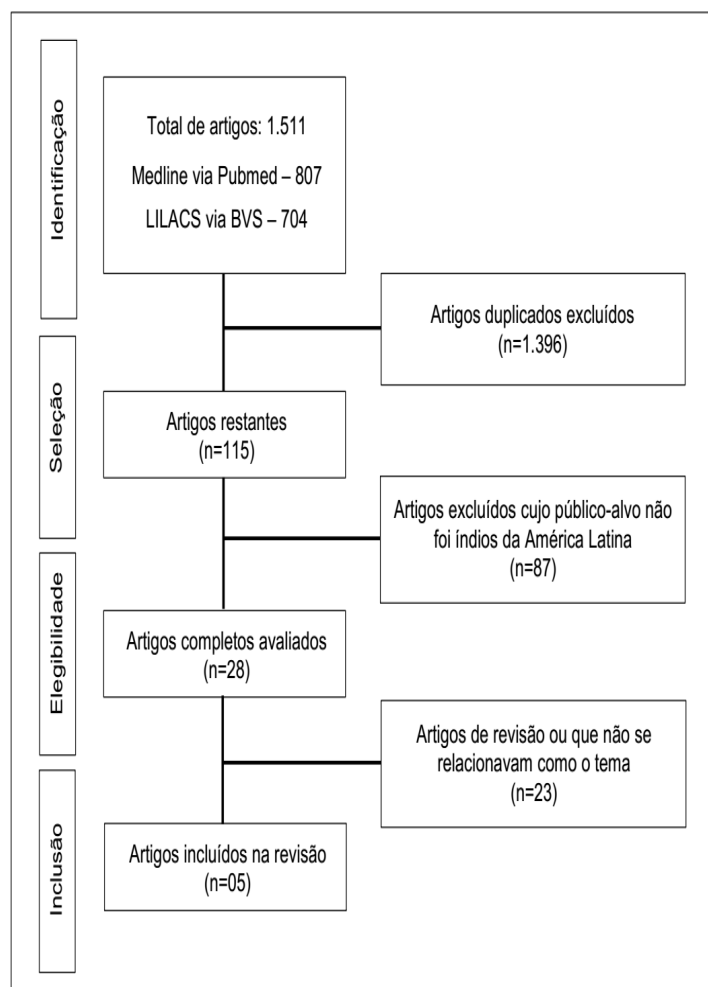 Identificação
Total de artigos: 1.511
Medline via Pubmed – 807
LILACS via BVS – 704
Artigos duplicados excluídos
(n=1.396)
Seleção
Artigos restantes
(n=115)
Artigos excluídos cujo público-alvo não
foi índios da América Latina
(n=87)
Elegibilidade
Artigos completos avaliados
(n=28)
Artigos de revisão ou que não se
relacionavam como o tema
(n=23)
Inclusão
Artigos incluídos na revisão
(n=05)